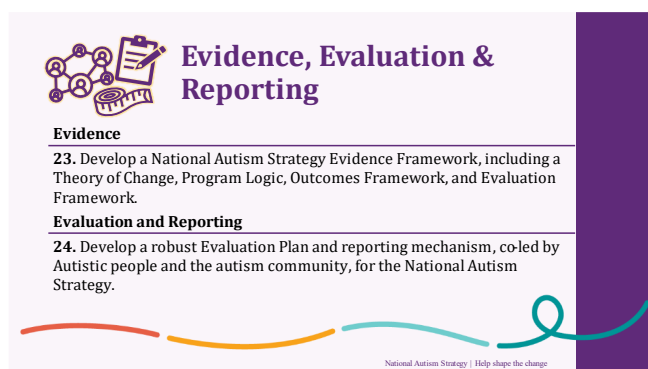 Evidence, Evaluation &
Reporting
Evidence
23. Develop a National Autism Strategy Evidence Framework, including a
Theory of Change, Program Logic, Outcomes Framework, and Evaluation
Framework.
Evaluation and Reporting
24. Develop a robust Evaluation Plan and reporting mechanism, co-led by
Autistic people and the autism community, for the National Autism
Strategy.
National Autism Strategy | Help shape the change